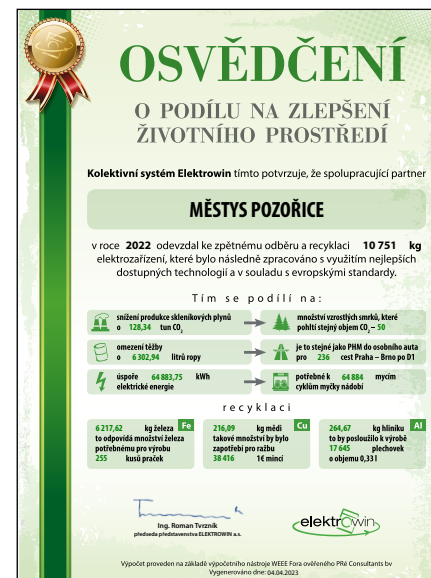 OSVĚDČENÍ
O PODÍLU NA ZLEPŠENÍ
ŽIVOTNÍHO PROSTŘEDÍ
Kolektivní systém Elektrowin tímto potvrzuje, že spolupracující partner
MĚSTYS POZOŘICE
v roce 2022 odevzdal ke zpětnému odběru a recyklaci 10 751 kg
elektrozařízení, které bylo následně zpracováno s využitím nejlepších
dostupných technologií a v souladu s evropskými standardy.
Tím se podílí na:
snížení produkce skleníkových plynů
o 128,34 tun CO₂
množství vzrostlých smrků, které
pohltí stejný objem CO₂ – 50
omezení těžby
o 6 302,94 litrů ropy
je to stejné jako PHM do osobního auta
pro 236 cest Praha – Brno po D1
úspoře 64 883,75 kWh
elektrické energie
potřebné k 64 884 mycím
cyklům myčky nádobí
recyklaci
6 217,62 kg železa Fe
to odpovídá množství železa
potřebnému pro výrobu
255 kusů praček
216,09 kg mědi Cu
takové množství by bylo
zapotřebí pro ražbu
38 416 1€ mincí
264,67 kg hliníku Al
to by posloužilo k výrobě
17 645 plechovek
o objemu 0,33 l
Ing. Roman Tvrzník
předseda představenstva ELEKTROWIN a.s.
elektrowin
Výpočet proveden na základě výpočetního nástroje WEEE Fora ověřeného PRé Consultants bv
Vygenerováno dne: 04.04.2023